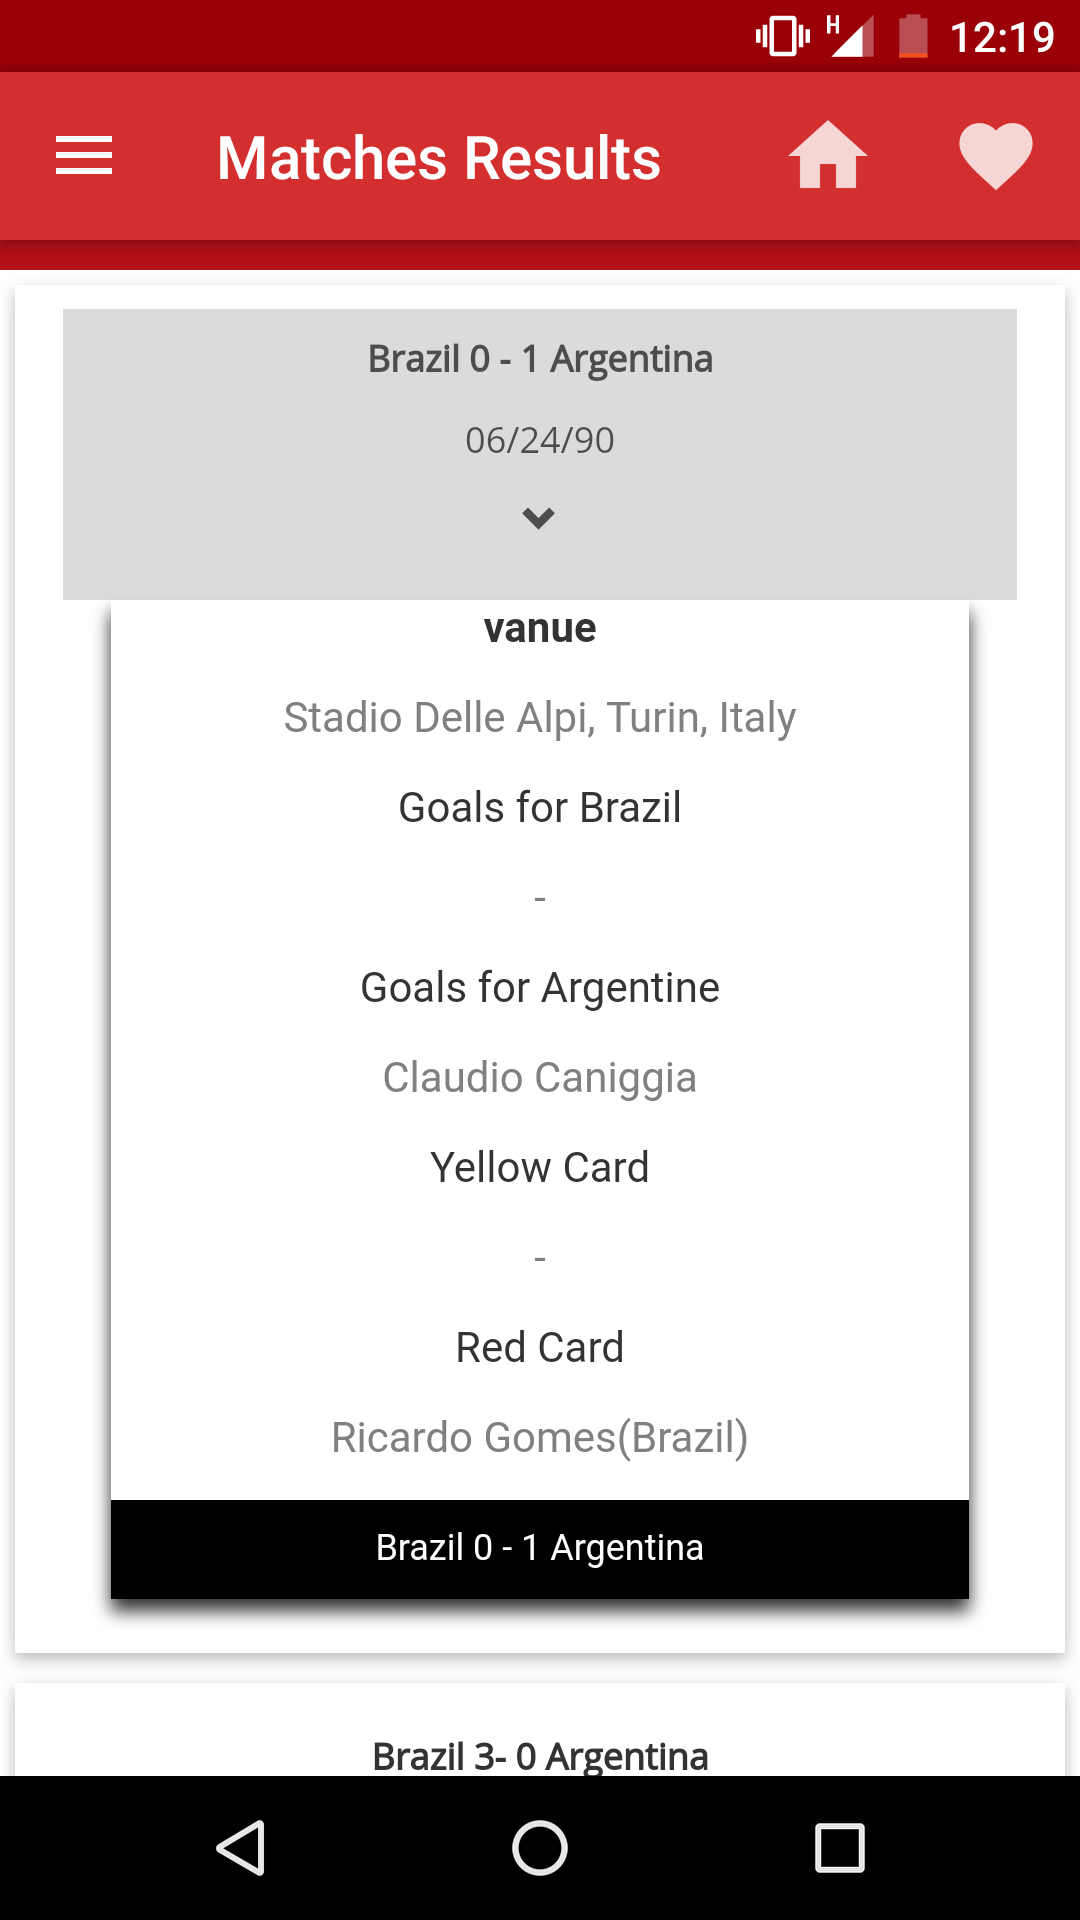 H 12:19
Matches Results
Brazil 0 - 1 Argentina
06/24/90
vanue
Stadio Delle Alpi, Turin, Italy
Goals for Brazil
-
Goals for Argentine
Claudio Caniggia
Yellow Card
-
Red Card
Ricardo Gomes(Brazil)
Brazil 0 - 1 Argentina
Brazil 3- 0 Argentina